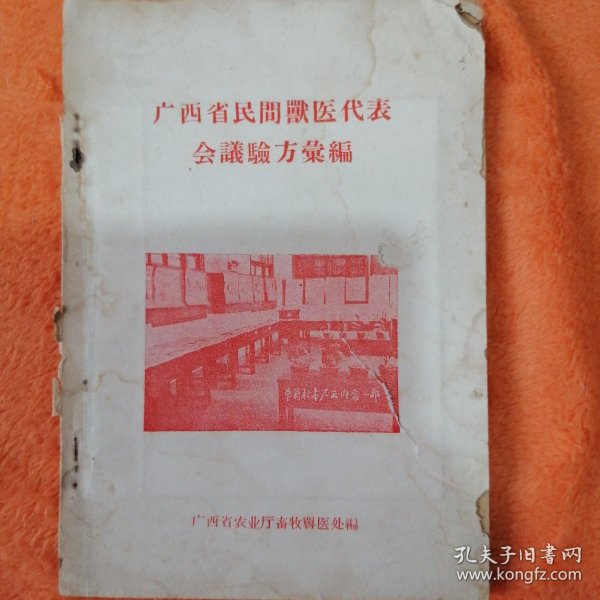 广西省民間獸医代表
会議驗方彙編
广西省农业厅畜牧獸医处編
孔夫子旧书网
www.kongfz.com